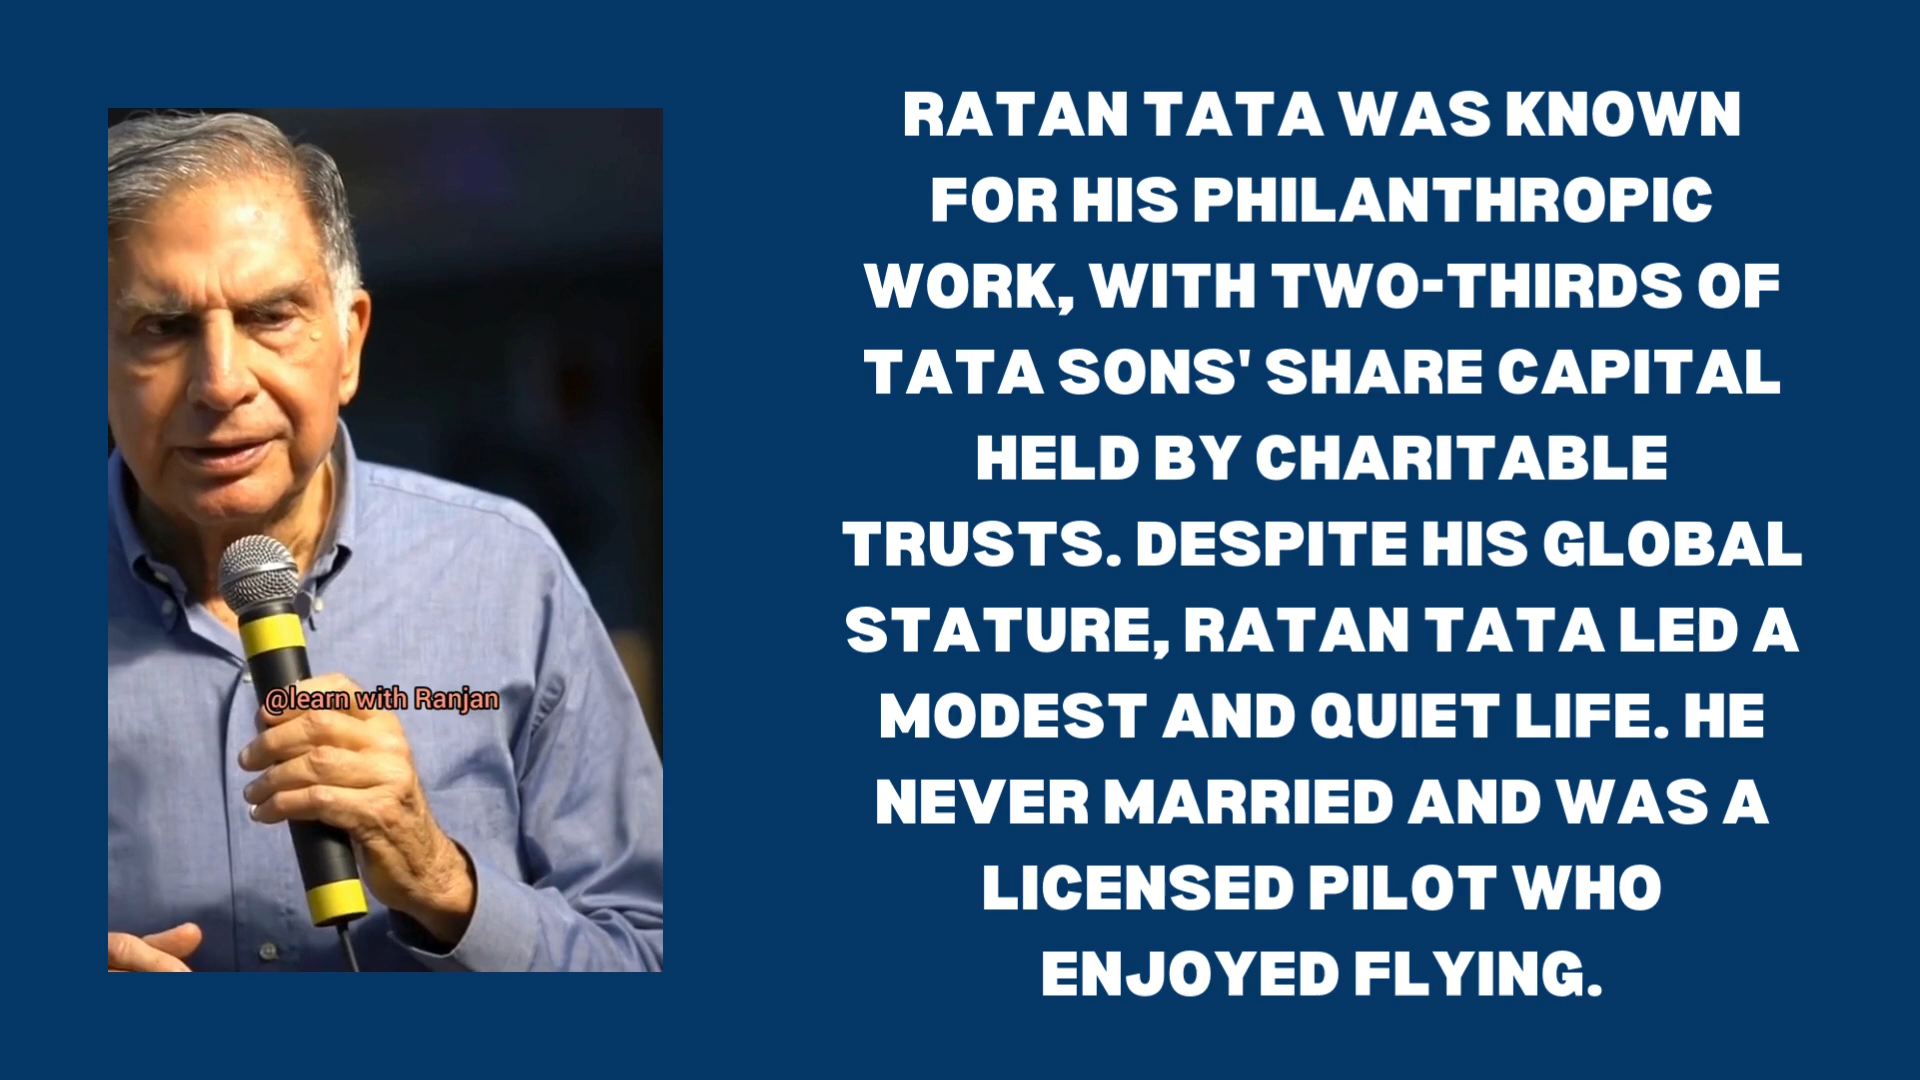 RATAN TATA WAS KNOWN
FOR HIS PHILANTHROPIC
WORK, WITH TWO-THIRDS OF
TATA SONS' SHARE CAPITAL
HELD BY CHARITABLE
TRUSTS. DESPITE HIS GLOBAL
STATURE, RATAN TATA LED A
MODEST AND QUIET LIFE. HE
NEVER MARRIED AND WAS A
LICENSED PILOT WHO
ENJOYED FLYING.
@learn with Ranjan